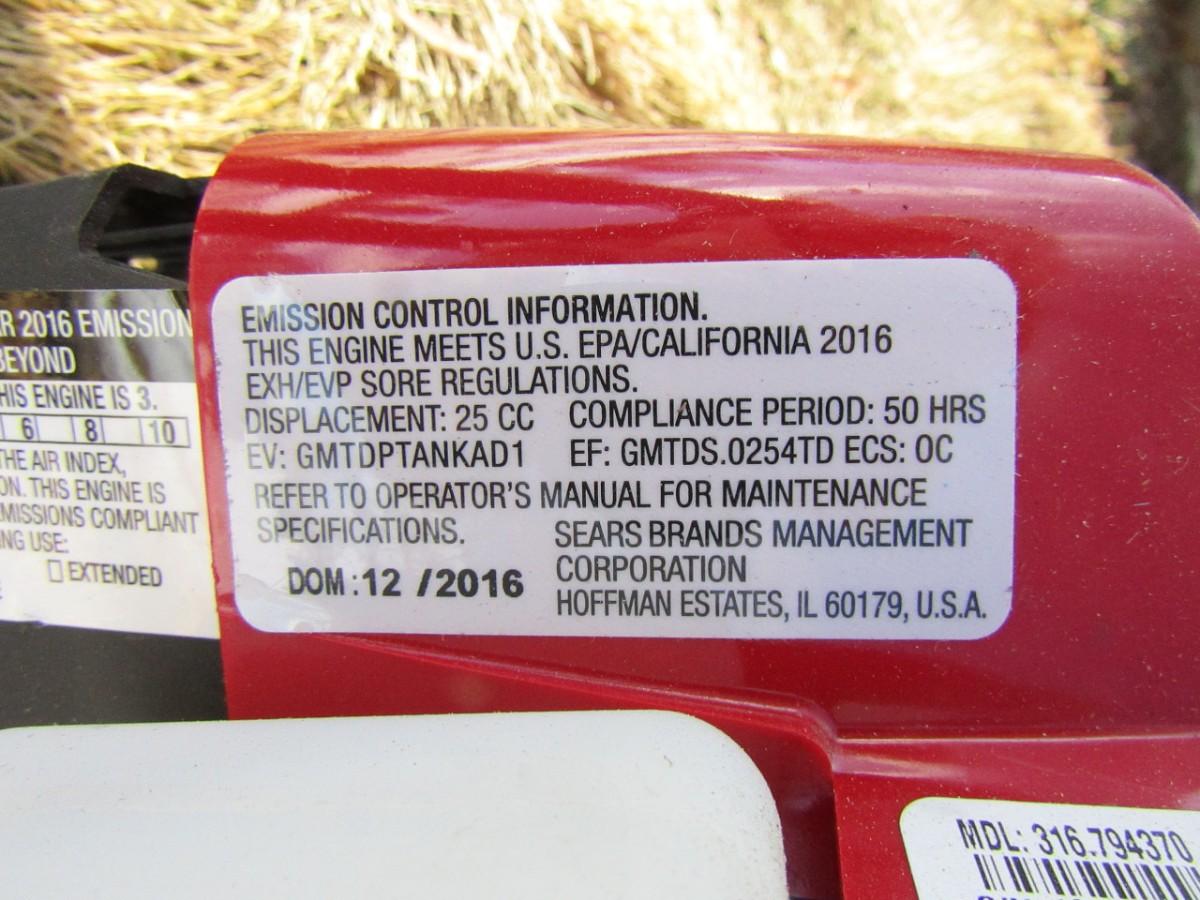 R 2016 EMISSION
BEYOND
THIS ENGINE IS 3.
6 8 10
THE AIR INDEX,
ON. THIS ENGINE IS
EMISSIONS COMPLIANT
ING USE:
EXTENDED
EMISSION CONTROL INFORMATION.
THIS ENGINE MEETS U.S. EPA/CALIFORNIA 2016
EXH/EVP SORE REGULATIONS.
DISPLACEMENT: 25 CC COMPLIANCE PERIOD: 50 HRS
EV: GMTDPTANKAD1 EF: GMTDS.0254TD ECS: OC
REFER TO OPERATOR'S MANUAL FOR MAINTENANCE
SPECIFICATIONS. SEARS BRANDS MANAGEMENT
CORPORATION
DOM: 12 /2016
HOFFMAN ESTATES, IL 60179, U.S.A.
MDL: 316.794370